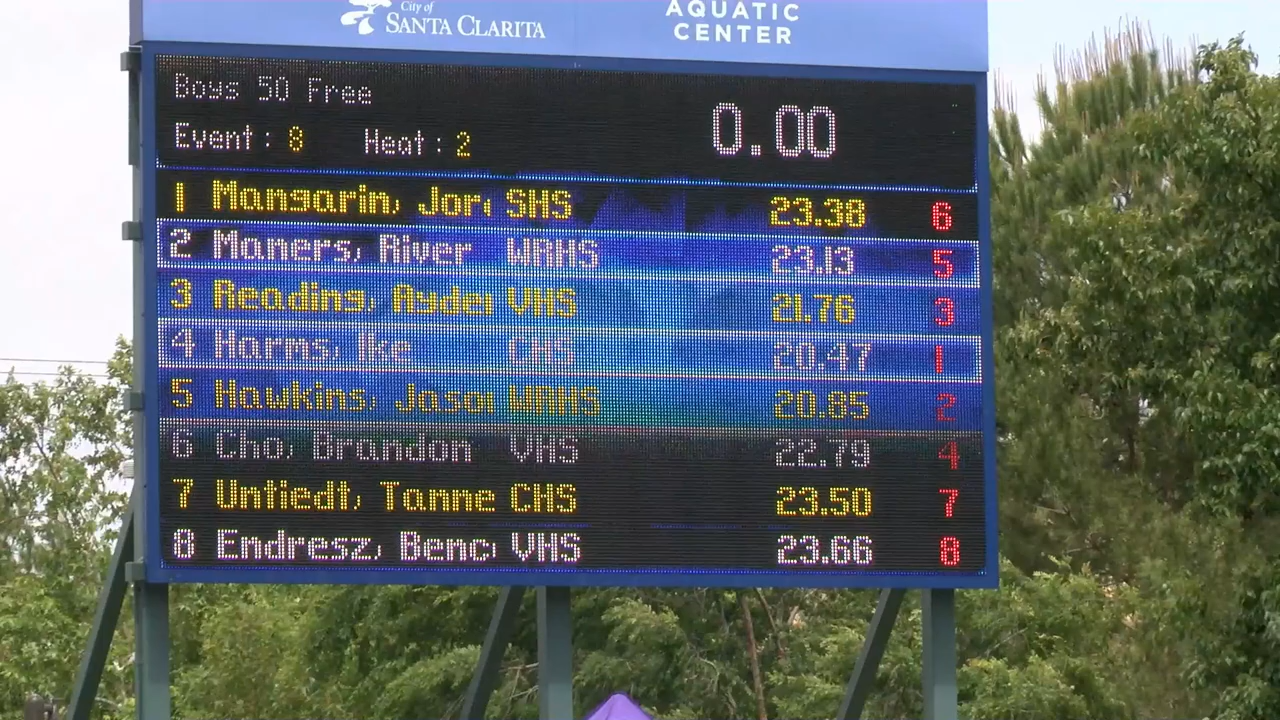 City of
SANTA CLARITA
AQUATIC
CENTER
Boys 50 Free
Event: 8 Heat: 2
0.00
1 Mangarin, Jor SHS 23.38 6
2 Maners, River WRHS 23.13 5
3 Reading, Ayde VHS 21.76 3
4 Harms, Ike CHS 20.47 1
5 Hawkins, Jaso WRHS 20.85 2
6 Cho, Brandon VHS 22.79 4
7 Untiedt, Tanne CHS 23.50 7
8 Endresz, Benc VHS 23.66 8